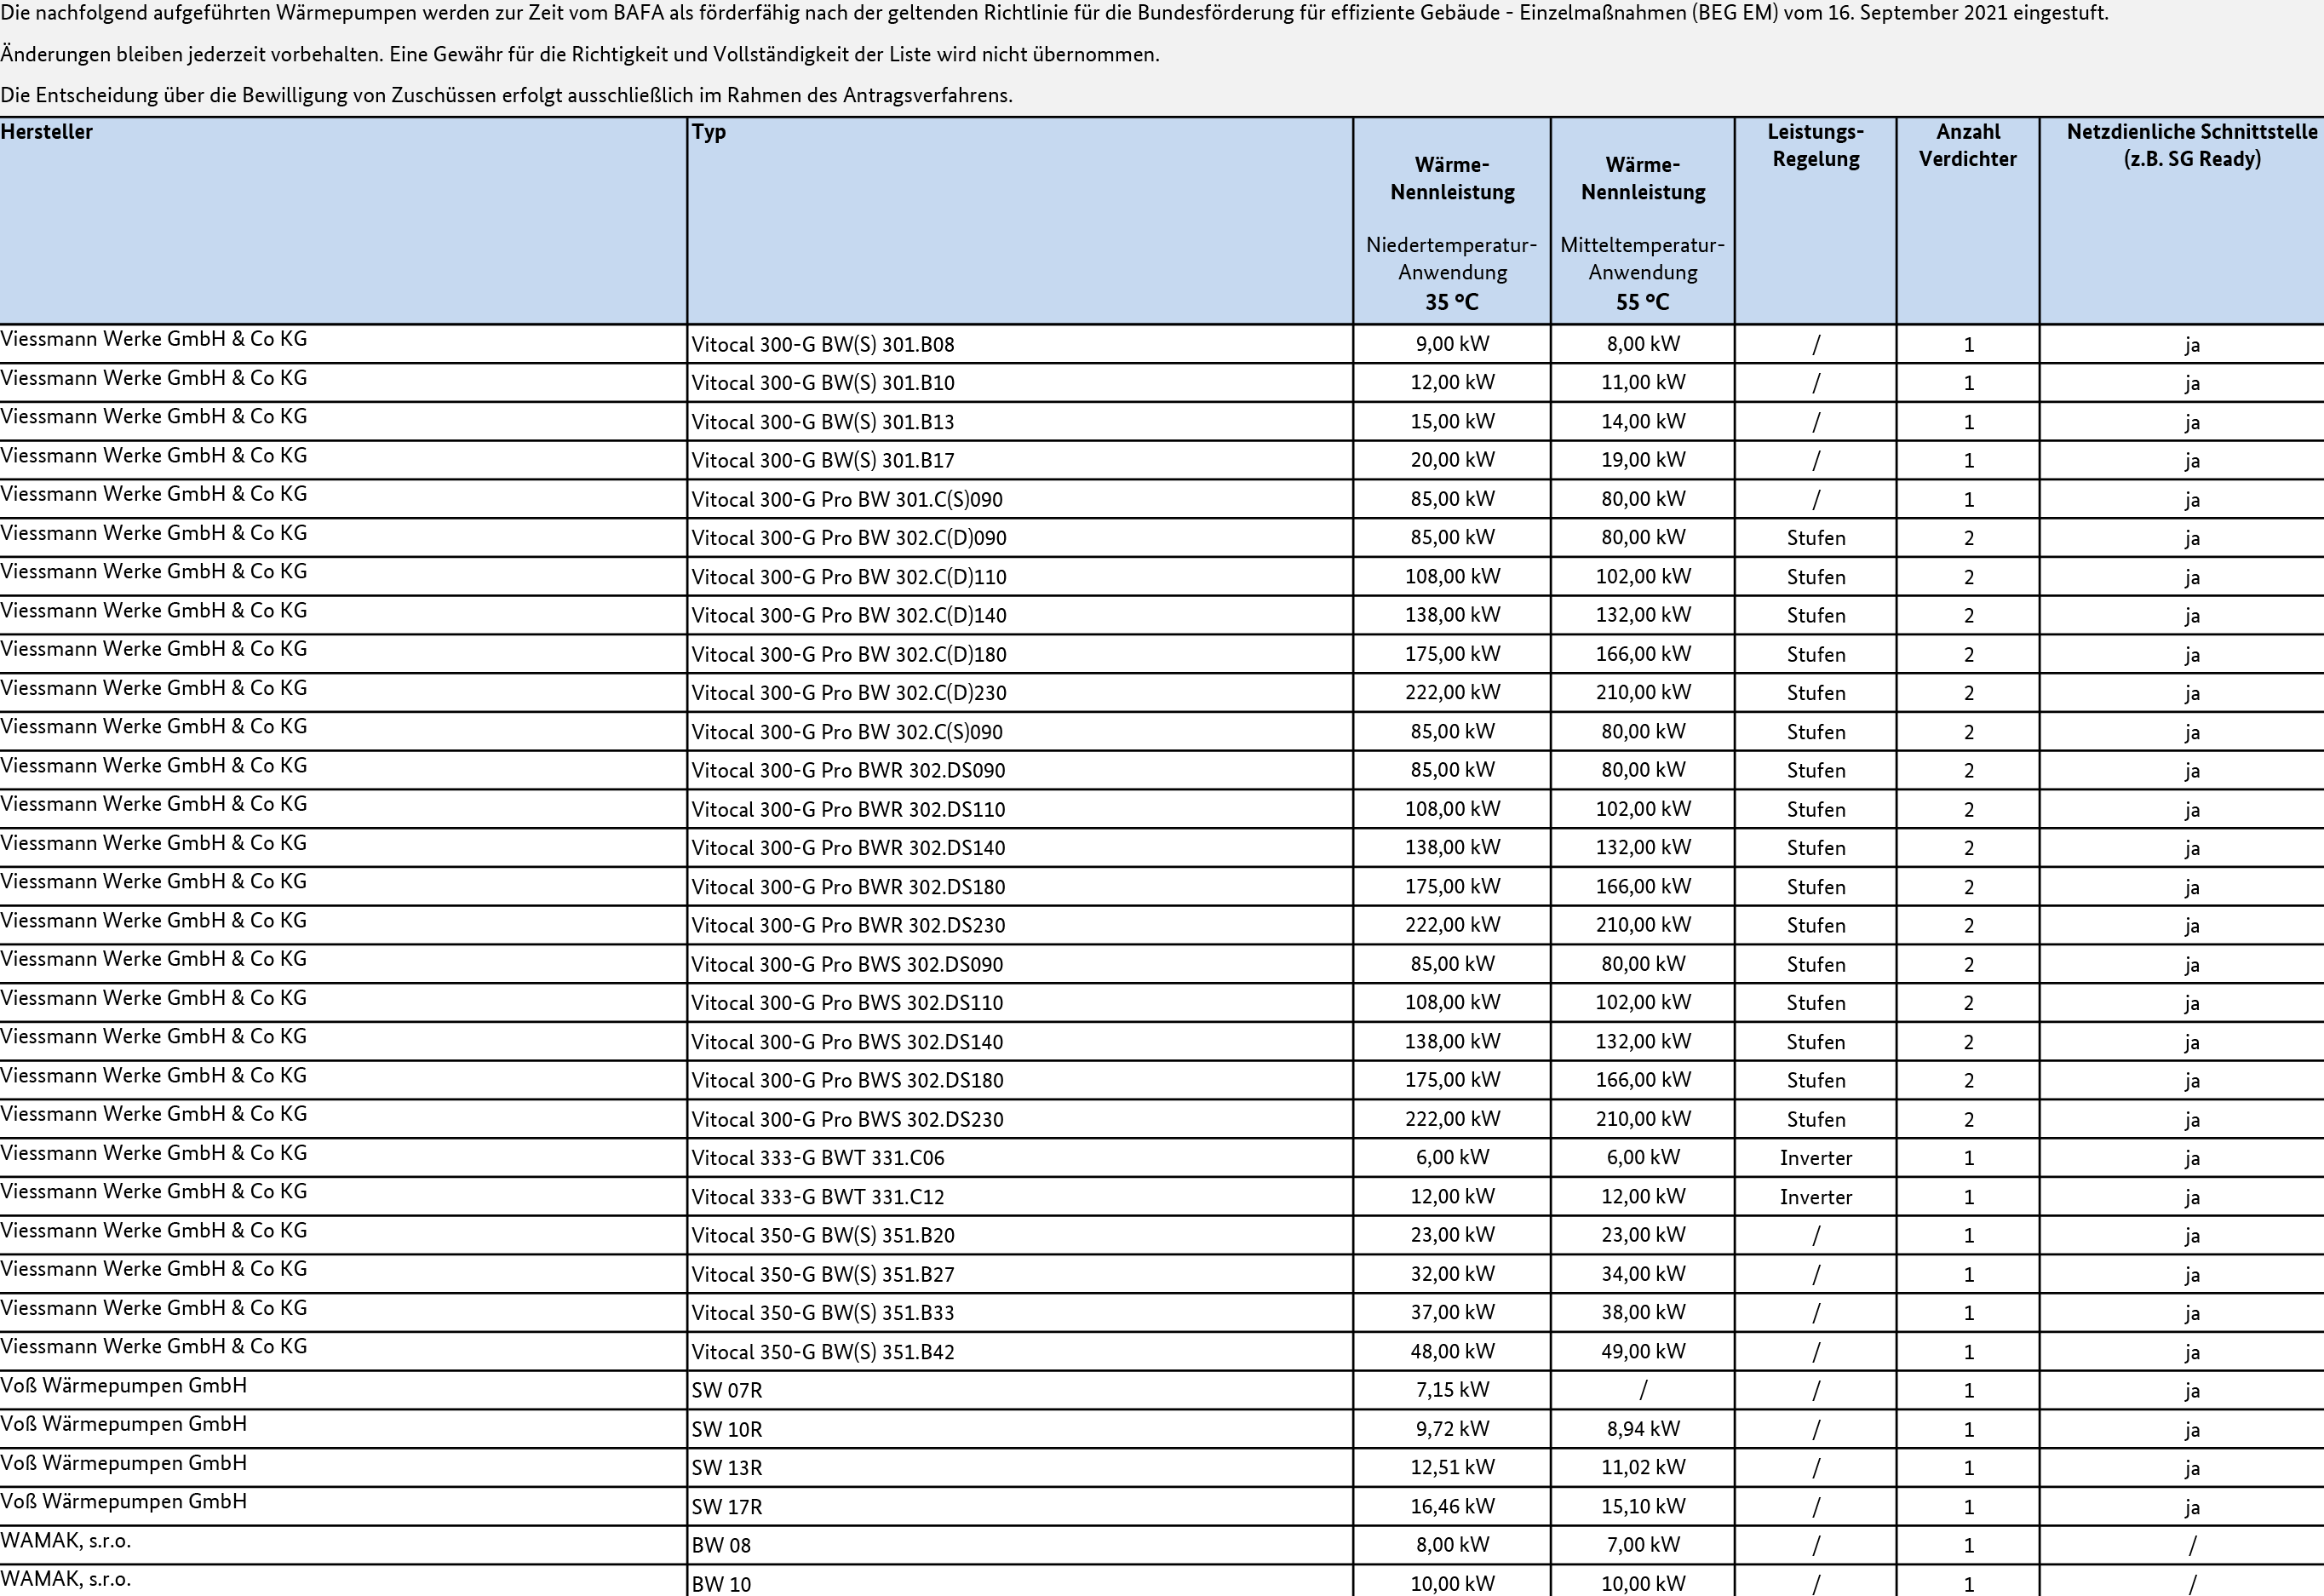 Die nachfolgend aufgeführten Wärmepumpen werden zur Zeit vom BAFA als förderfähig nach der geltenden Richtlinie für die Bundesförderung für effiziente Gebäude - Einzelmaßnahmen (BEG EM) vom 16. September 2021 eingestuft.
Änderungen bleiben jederzeit vorbehalten. Eine Gewähr für die Richtigkeit und Vollständigkeit der Liste wird nicht übernommen.
Die Entscheidung über die Bewilligung von Zuschüssen erfolgt ausschließlich im Rahmen des Antragsverfahrens.
Hersteller
Typ
Wärme-
Nennleistung
Niedertemperatur-
Anwendung
35 °C
Wärme-
Nennleistung
Mitteltemperatur-
Anwendung
55 °C
Leistungs-
Regelung
Anzahl
Verdichter
Netzdienliche Schnittstelle
(z.B. SG Ready)
Viessmann Werke GmbH & Co KG Vitocal 300-G BW(S) 301.B08 9,00 kW 8,00 kW / 1 ja
Viessmann Werke GmbH & Co KG Vitocal 300-G BW(S) 301.B10 12,00 kW 11,00 kW / 1 ja
Viessmann Werke GmbH & Co KG Vitocal 300-G BW(S) 301.B13 15,00 kW 14,00 kW / 1 ja
Viessmann Werke GmbH & Co KG Vitocal 300-G BW(S) 301.B17 20,00 kW 19,00 kW / 1 ja
Viessmann Werke GmbH & Co KG Vitocal 300-G Pro BW 301.C(S)090 85,00 kW 80,00 kW / 1 ja
Viessmann Werke GmbH & Co KG Vitocal 300-G Pro BW 302.C(D)090 85,00 kW 80,00 kW Stufen 2 ja
Viessmann Werke GmbH & Co KG Vitocal 300-G Pro BW 302.C(D)110 108,00 kW 102,00 kW Stufen 2 ja
Viessmann Werke GmbH & Co KG Vitocal 300-G Pro BW 302.C(D)140 138,00 kW 132,00 kW Stufen 2 ja
Viessmann Werke GmbH & Co KG Vitocal 300-G Pro BW 302.C(D)180 175,00 kW 166,00 kW Stufen 2 ja
Viessmann Werke GmbH & Co KG Vitocal 300-G Pro BW 302.C(D)230 222,00 kW 210,00 kW Stufen 2 ja
Viessmann Werke GmbH & Co KG Vitocal 300-G Pro BW 302.C(S)090 85,00 kW 80,00 kW Stufen 2 ja
Viessmann Werke GmbH & Co KG Vitocal 300-G Pro BWR 302.DS090 85,00 kW 80,00 kW Stufen 2 ja
Viessmann Werke GmbH & Co KG Vitocal 300-G Pro BWR 302.DS110 108,00 kW 102,00 kW Stufen 2 ja
Viessmann Werke GmbH & Co KG Vitocal 300-G Pro BWR 302.DS140 138,00 kW 132,00 kW Stufen 2 ja
Viessmann Werke GmbH & Co KG Vitocal 300-G Pro BWR 302.DS180 175,00 kW 166,00 kW Stufen 2 ja
Viessmann Werke GmbH & Co KG Vitocal 300-G Pro BWR 302.DS230 222,00 kW 210,00 kW Stufen 2 ja
Viessmann Werke GmbH & Co KG Vitocal 300-G Pro BWS 302.DS090 85,00 kW 80,00 kW Stufen 2 ja
Viessmann Werke GmbH & Co KG Vitocal 300-G Pro BWS 302.DS110 108,00 kW 102,00 kW Stufen 2 ja
Viessmann Werke GmbH & Co KG Vitocal 300-G Pro BWS 302.DS140 138,00 kW 132,00 kW Stufen 2 ja
Viessmann Werke GmbH & Co KG Vitocal 300-G Pro BWS 302.DS180 175,00 kW 166,00 kW Stufen 2 ja
Viessmann Werke GmbH & Co KG Vitocal 300-G Pro BWS 302.DS230 222,00 kW 210,00 kW Stufen 2 ja
Viessmann Werke GmbH & Co KG Vitocal 333-G BWT 331.C06 6,00 kW 6,00 kW Inverter 1 ja
Viessmann Werke GmbH & Co KG Vitocal 333-G BWT 331.C12 12,00 kW 12,00 kW Inverter 1 ja
Viessmann Werke GmbH & Co KG Vitocal 350-G BW(S) 351.B20 23,00 kW 23,00 kW / 1 ja
Viessmann Werke GmbH & Co KG Vitocal 350-G BW(S) 351.B27 32,00 kW 34,00 kW / 1 ja
Viessmann Werke GmbH & Co KG Vitocal 350-G BW(S) 351.B33 37,00 kW 38,00 kW / 1 ja
Viessmann Werke GmbH & Co KG Vitocal 350-G BW(S) 351.B42 48,00 kW 49,00 kW / 1 ja
Voß Wärmepumpen GmbH SW 07R 7,15 kW / / 1 ja
Voß Wärmepumpen GmbH SW 10R 9,72 kW 8,94 kW / 1 ja
Voß Wärmepumpen GmbH SW 13R 12,51 kW 11,02 kW / 1 ja
Voß Wärmepumpen GmbH SW 17R 16,46 kW 15,10 kW / 1 ja
WAMAK, s.r.o. BW 08 8,00 kW 7,00 kW / 1 /
WAMAK, s.r.o. BW 10 10,00 kW 10,00 kW / 1 /